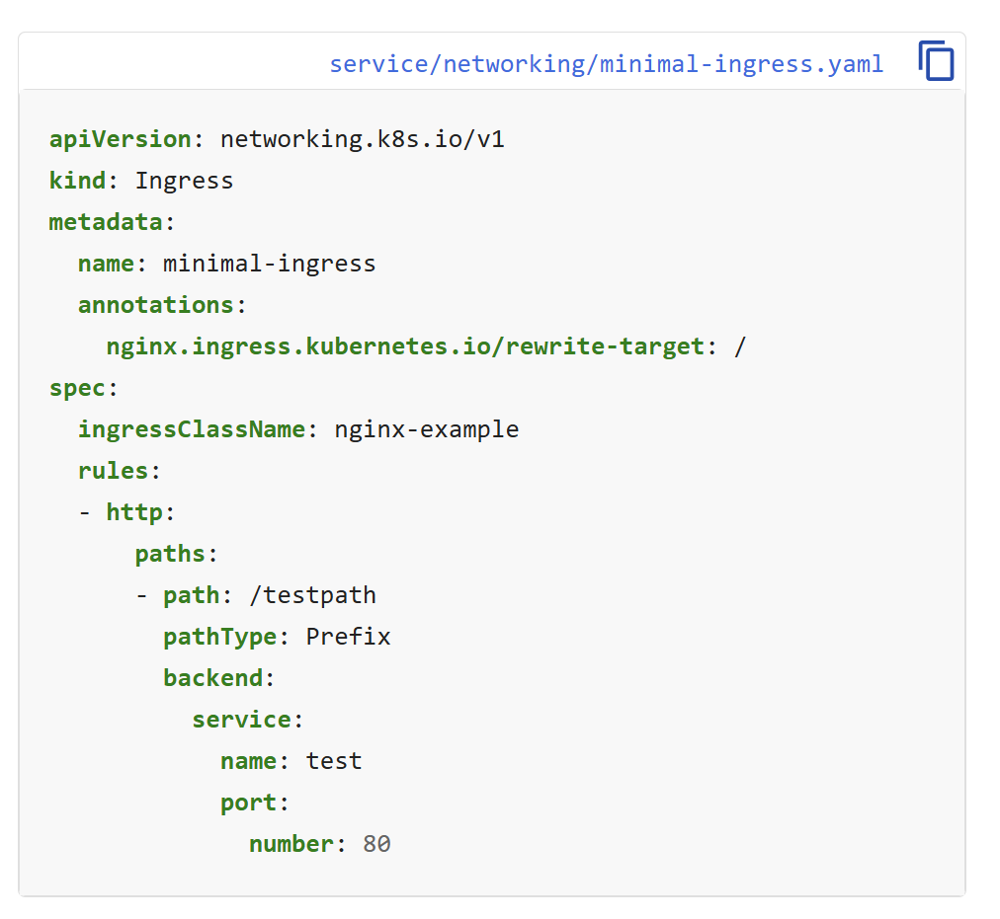 service/networking/minimal-ingress.yaml
apiVersion: networking.k8s.io/v1
kind: Ingress
metadata:
  name: minimal-ingress
  annotations:
    nginx.ingress.kubernetes.io/rewrite-target: /
spec:
  ingressClassName: nginx-example
  rules:
  - http:
      paths:
      - path: /testpath
        pathType: Prefix
        backend:
          service:
            name: test
            port:
              number: 80